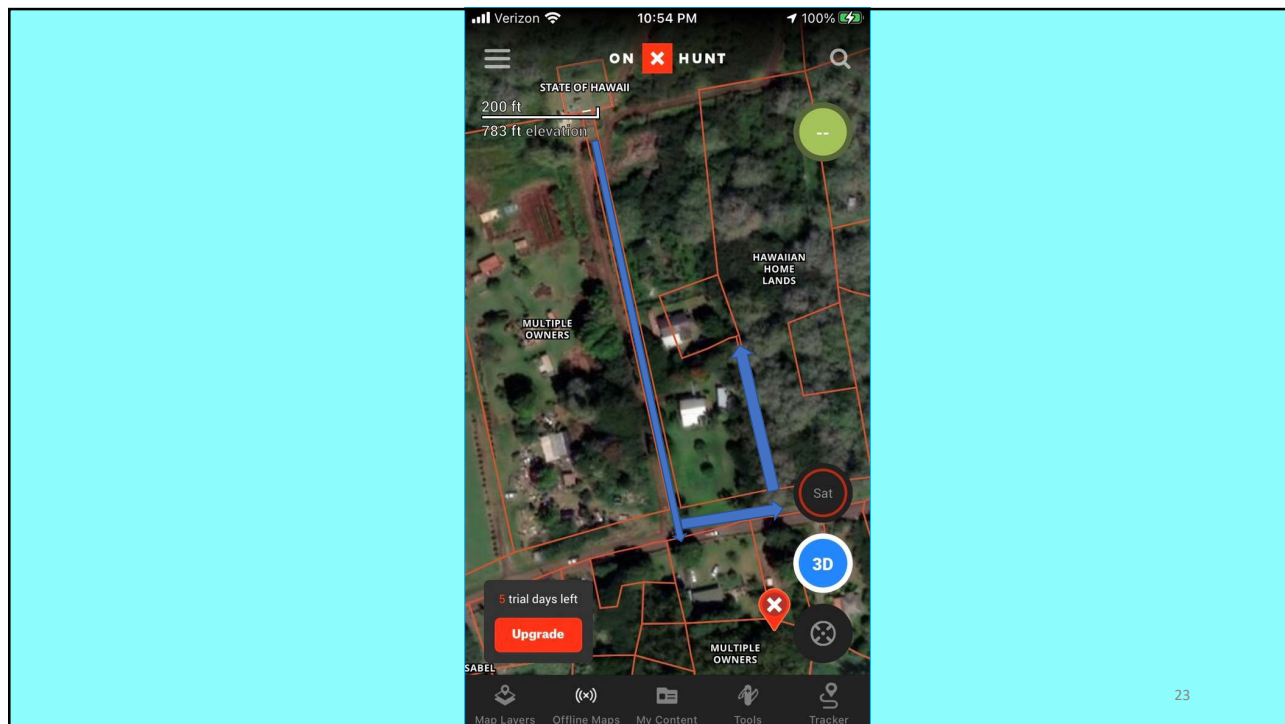 Verizon 10:54 PM 100%
ON X HUNT
STATE OF HAWAII
200 ft
783 ft elevation
--
HAWAIIAN
HOME
LANDS
MULTIPLE
OWNERS
Sat
3D
5 trial days left
Upgrade
MULTIPLE
OWNERS
SABEL
Map Layers Offline Maps My Content Tools Tracker
23